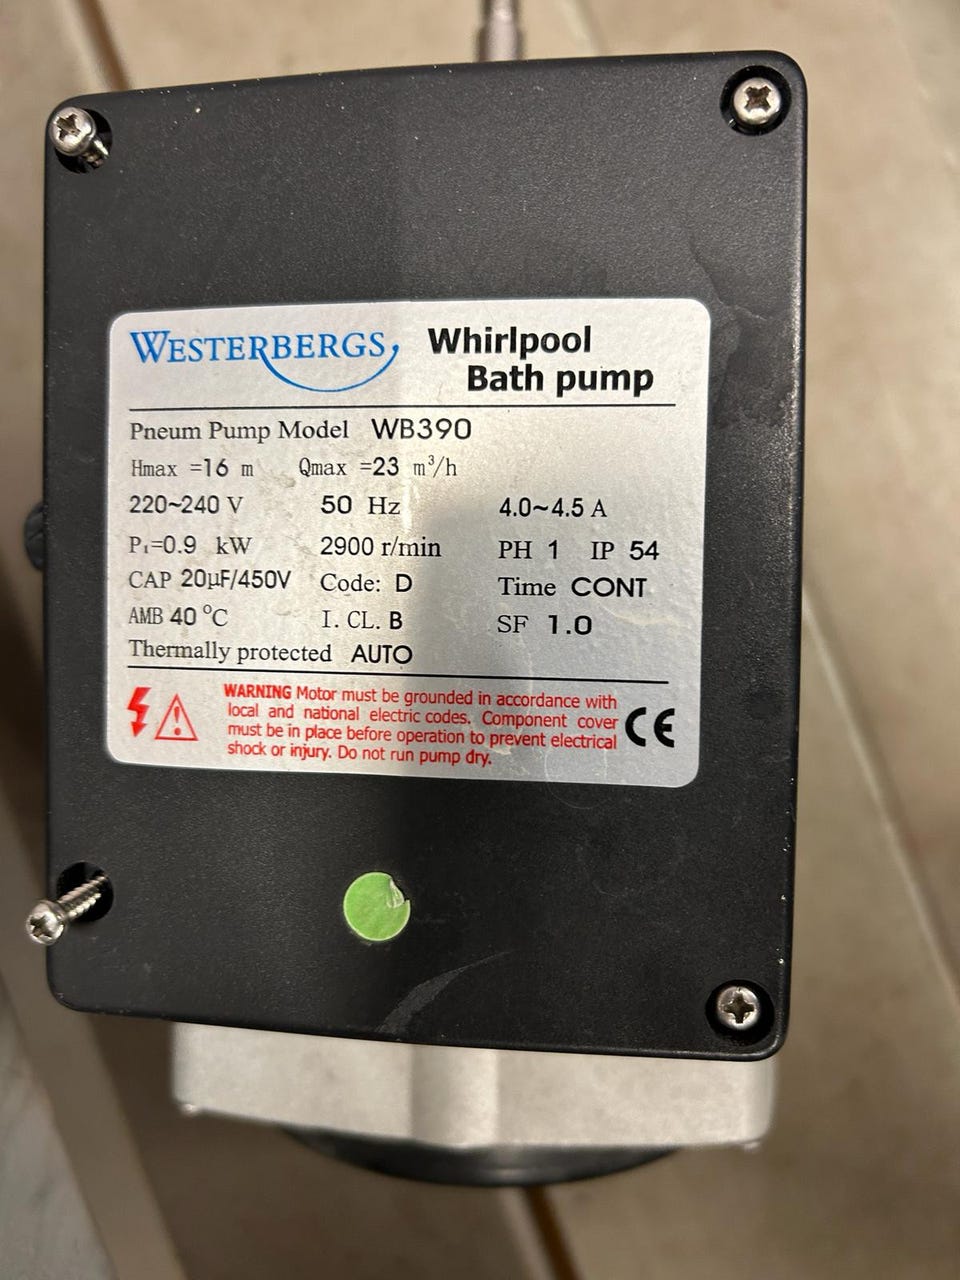 WESTERBERGS
Whirlpool
Bath pump
Pneum Pump Model WB390
Hmax =16 m Qmax =23 m³/h
220~240 V 50 Hz 4.0~4.5 A
P₁=0.9 kW 2900 r/min PH 1 IP 54
CAP 20µF/450V Code: D Time CONT
AMB 40 °C I. CL. B SF 1.0
Thermally protected AUTO
WARNING Motor must be grounded in accordance with
local and national electric codes. Component cover
must be in place before operation to prevent electrical
shock or injury. Do not run pump dry.
CE